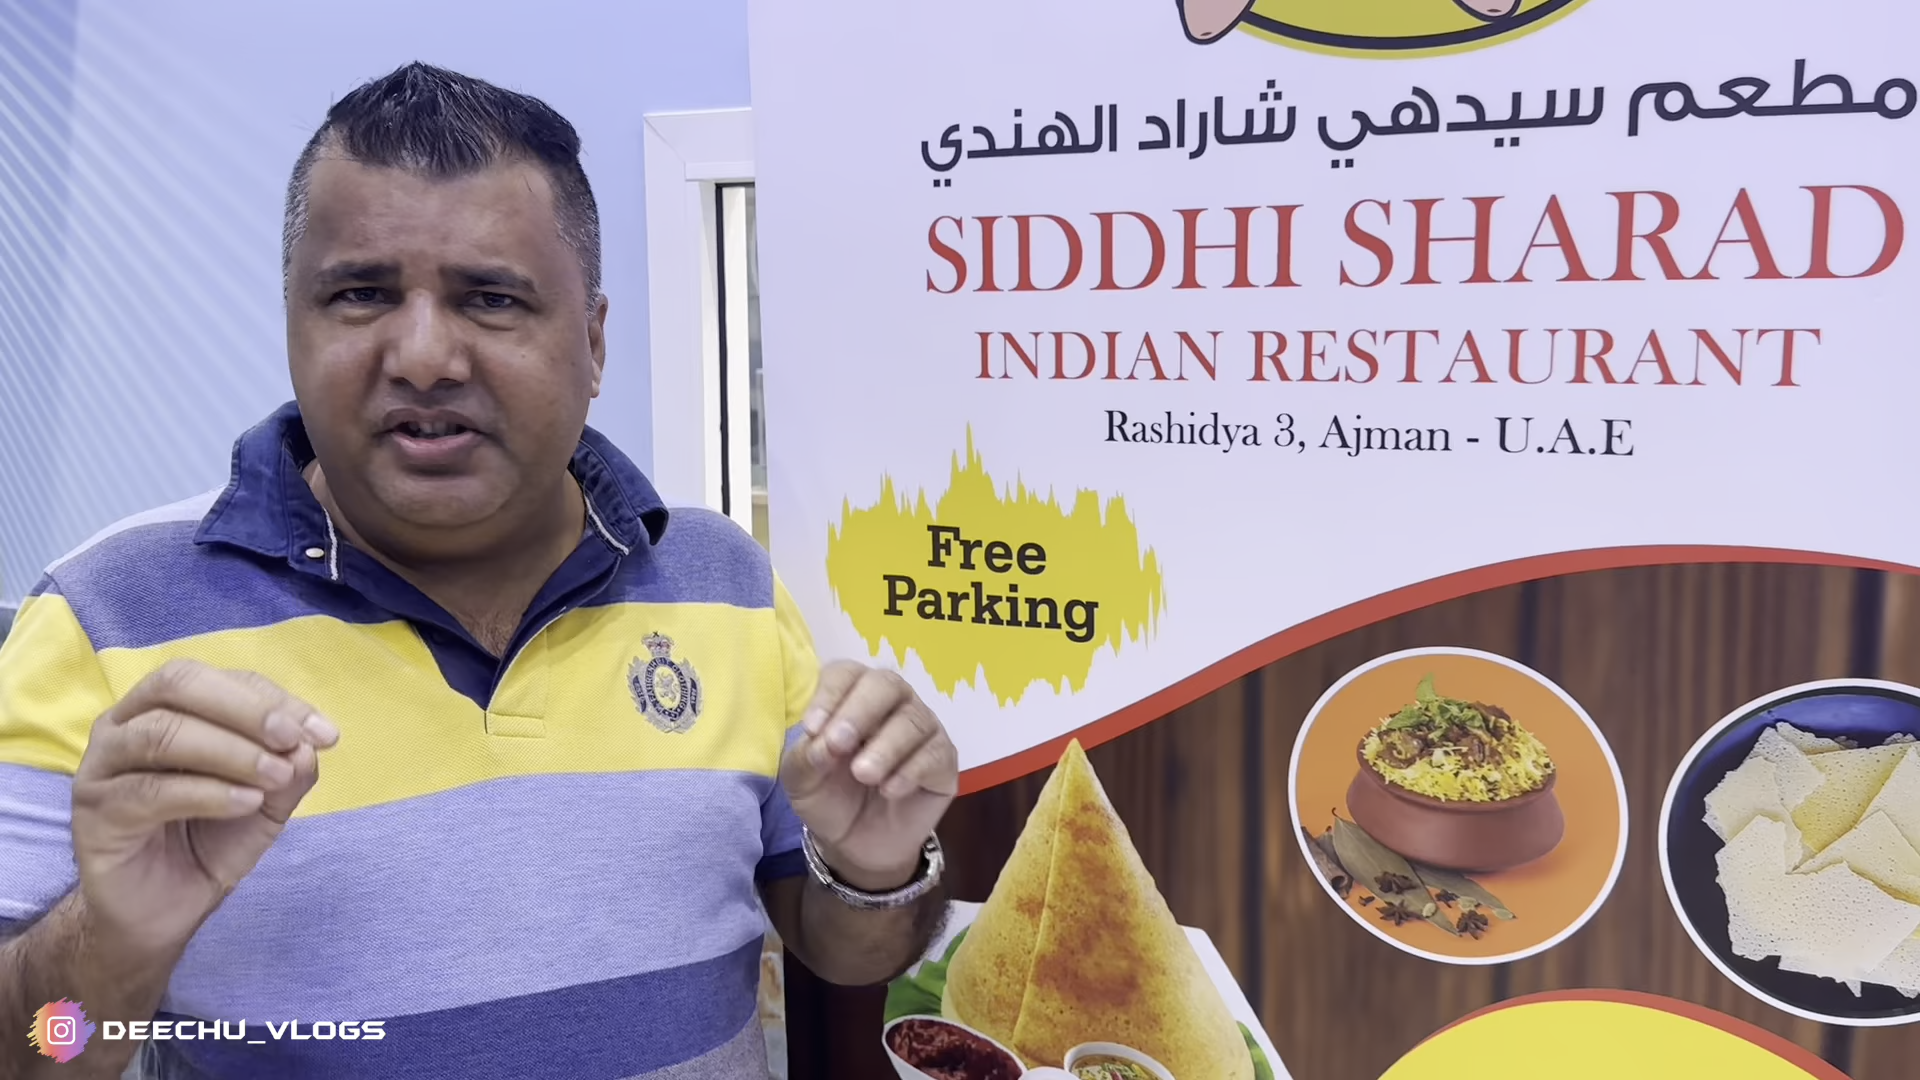 مطعم سيدهي شاراد الهندي
SIDDHI SHARAD
INDIAN RESTAURANT
Rashidya 3, Ajman - U.A.E
Free
Parking
DEECHU_VLOGS